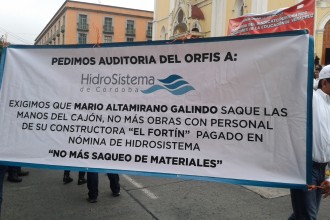 PEDIMOS AUDITORIA DEL ORFIS A:
HidroSistema
de Córdoba
EXIGIMOS QUE MARIO ALTAMIRANO GALINDO SAQUE LAS
MANOS DEL CAJÓN, NO MÁS OBRAS CON PERSONAL
DE SU CONSTRUCTORA "EL FORTÍN" PAGADO EN
NÓMINA DE HIDROSISTEMA
"NO MÁS SAQUEO DE MATERIALES"